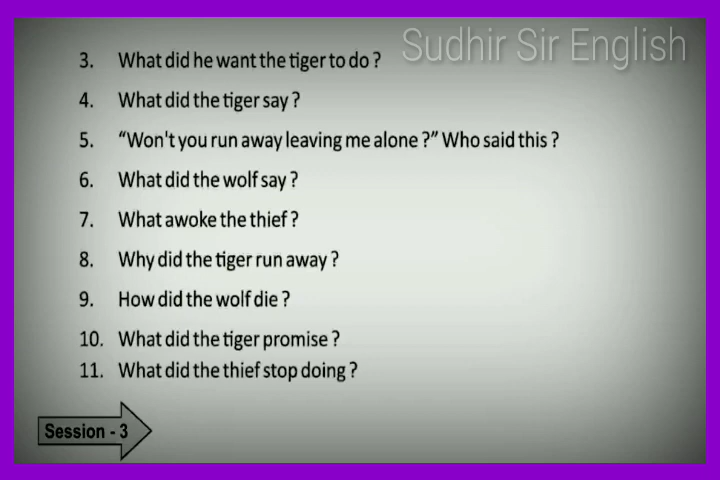 Sudhir Sir English
3. What did he want the tiger to do ?
4. What did the tiger say ?
5. “Won't you run away leaving me alone ?” Who said this ?
6. What did the wolf say ?
7. What awoke the thief ?
8. Why did the tiger run away ?
9. How did the wolf die ?
10. What did the tiger promise ?
11. What did the thief stop doing ?
Session - 3